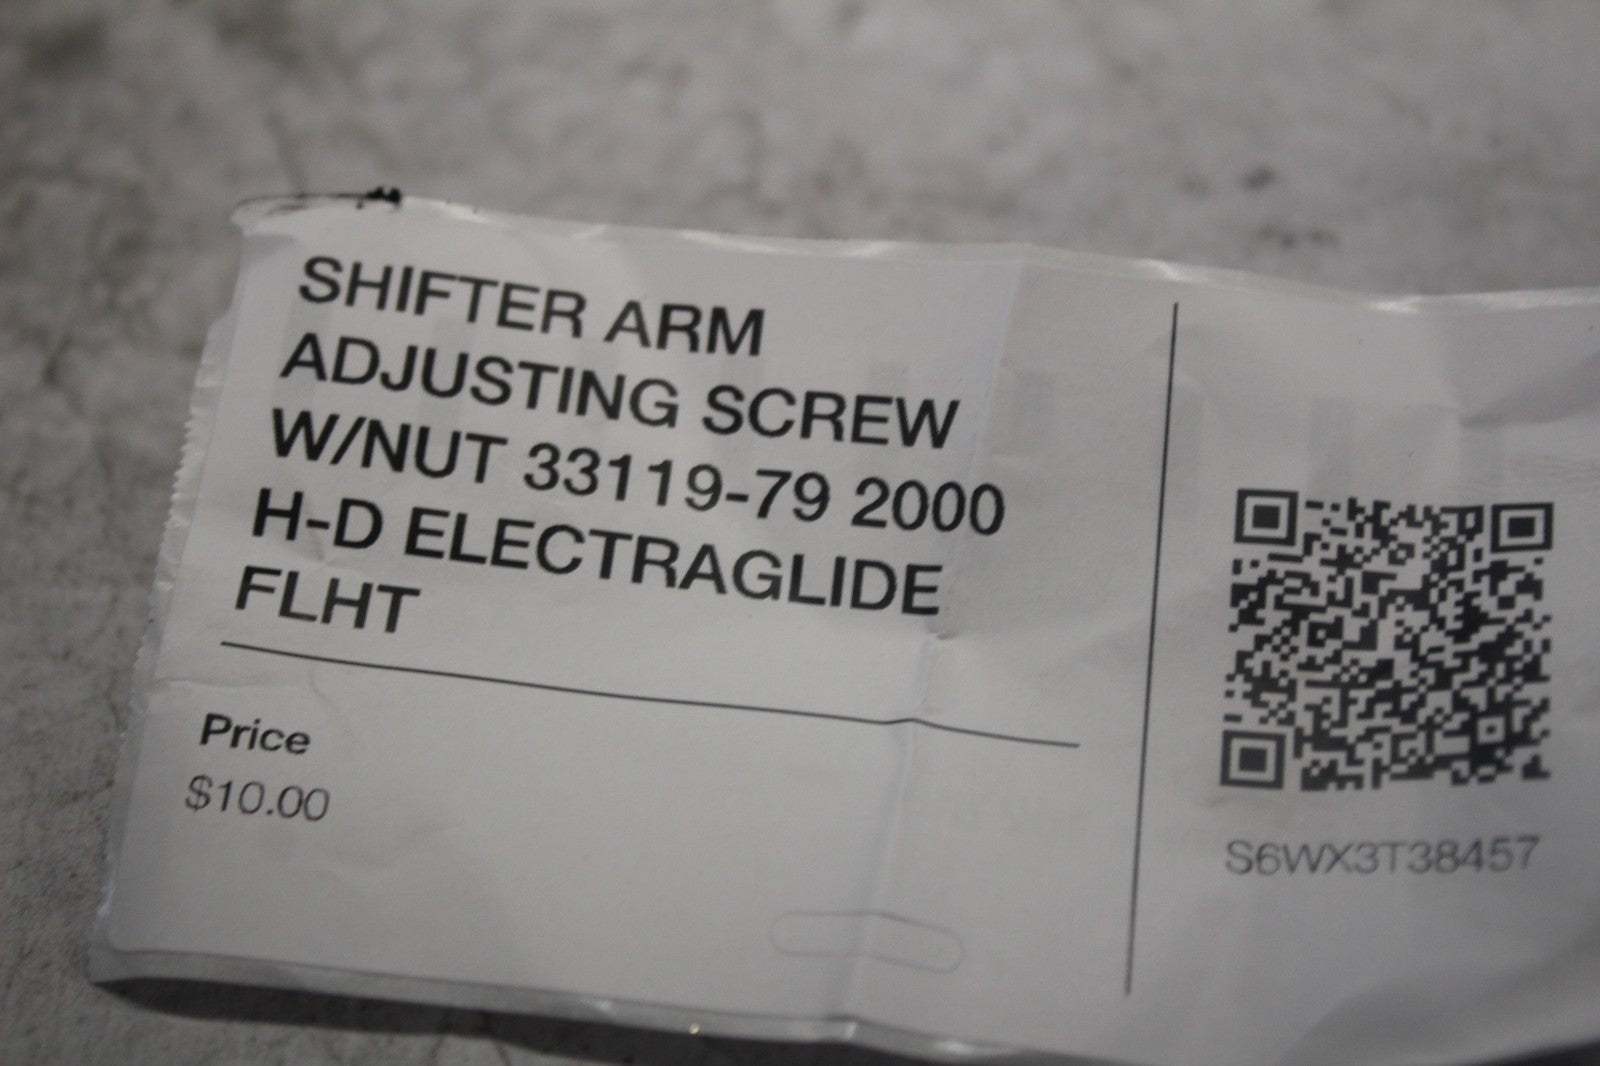 SHIFTER ARM
ADJUSTING SCREW
W/NUT 33119-79 2000
H-D ELECTRAGLIDE
FLHT
Price
$10.00
S6WX3T38457